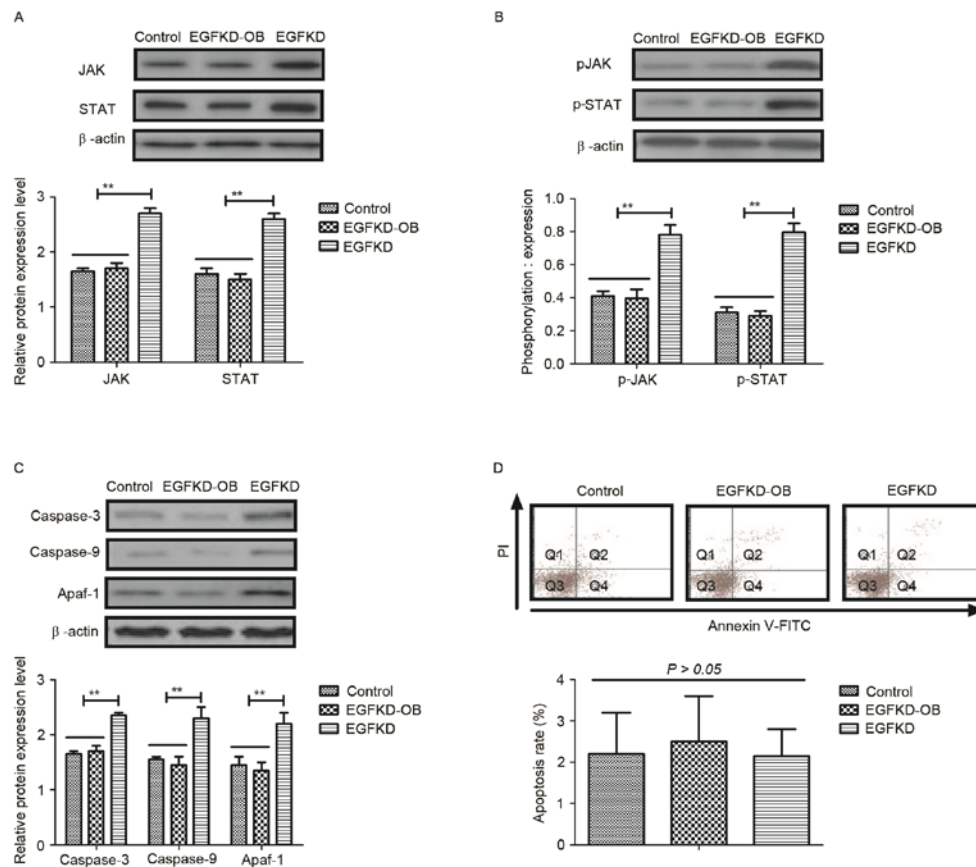 A
Control EGFKD-OB EGFKD
JAK
STAT
β -actin
Relative protein expression level
3
2
1
0
**
**
JAK STAT
Control
EGFKD-OB
EGFKD
B
Control EGFKD-OB EGFKD
pJAK
p-STAT
β -actin
Phosphorylation : expression
1.0
0.8
0.6
0.4
0.2
0.0
**
**
p-JAK p-STAT
Control
EGFKD-OB
EGFKD
C
Control EGFKD-OB EGFKD
Caspase-3
Caspase-9
Apaf-1
β -actin
Relative protein expression level
3
2
1
0
**
**
**
Caspase-3 Caspase-9 Apaf-1
Control
EGFKD-OB
EGFKD
D
Control EGFKD-OB EGFKD
PI
Q1 Q2 Q1 Q2 Q1 Q2
Q3 Q4 Q3 Q4 Q3 Q4
Annexin V-FITC
Apoptosis rate (%)
4
3
2
1
0
P > 0.05
Control
EGFKD-OB
EGFKD